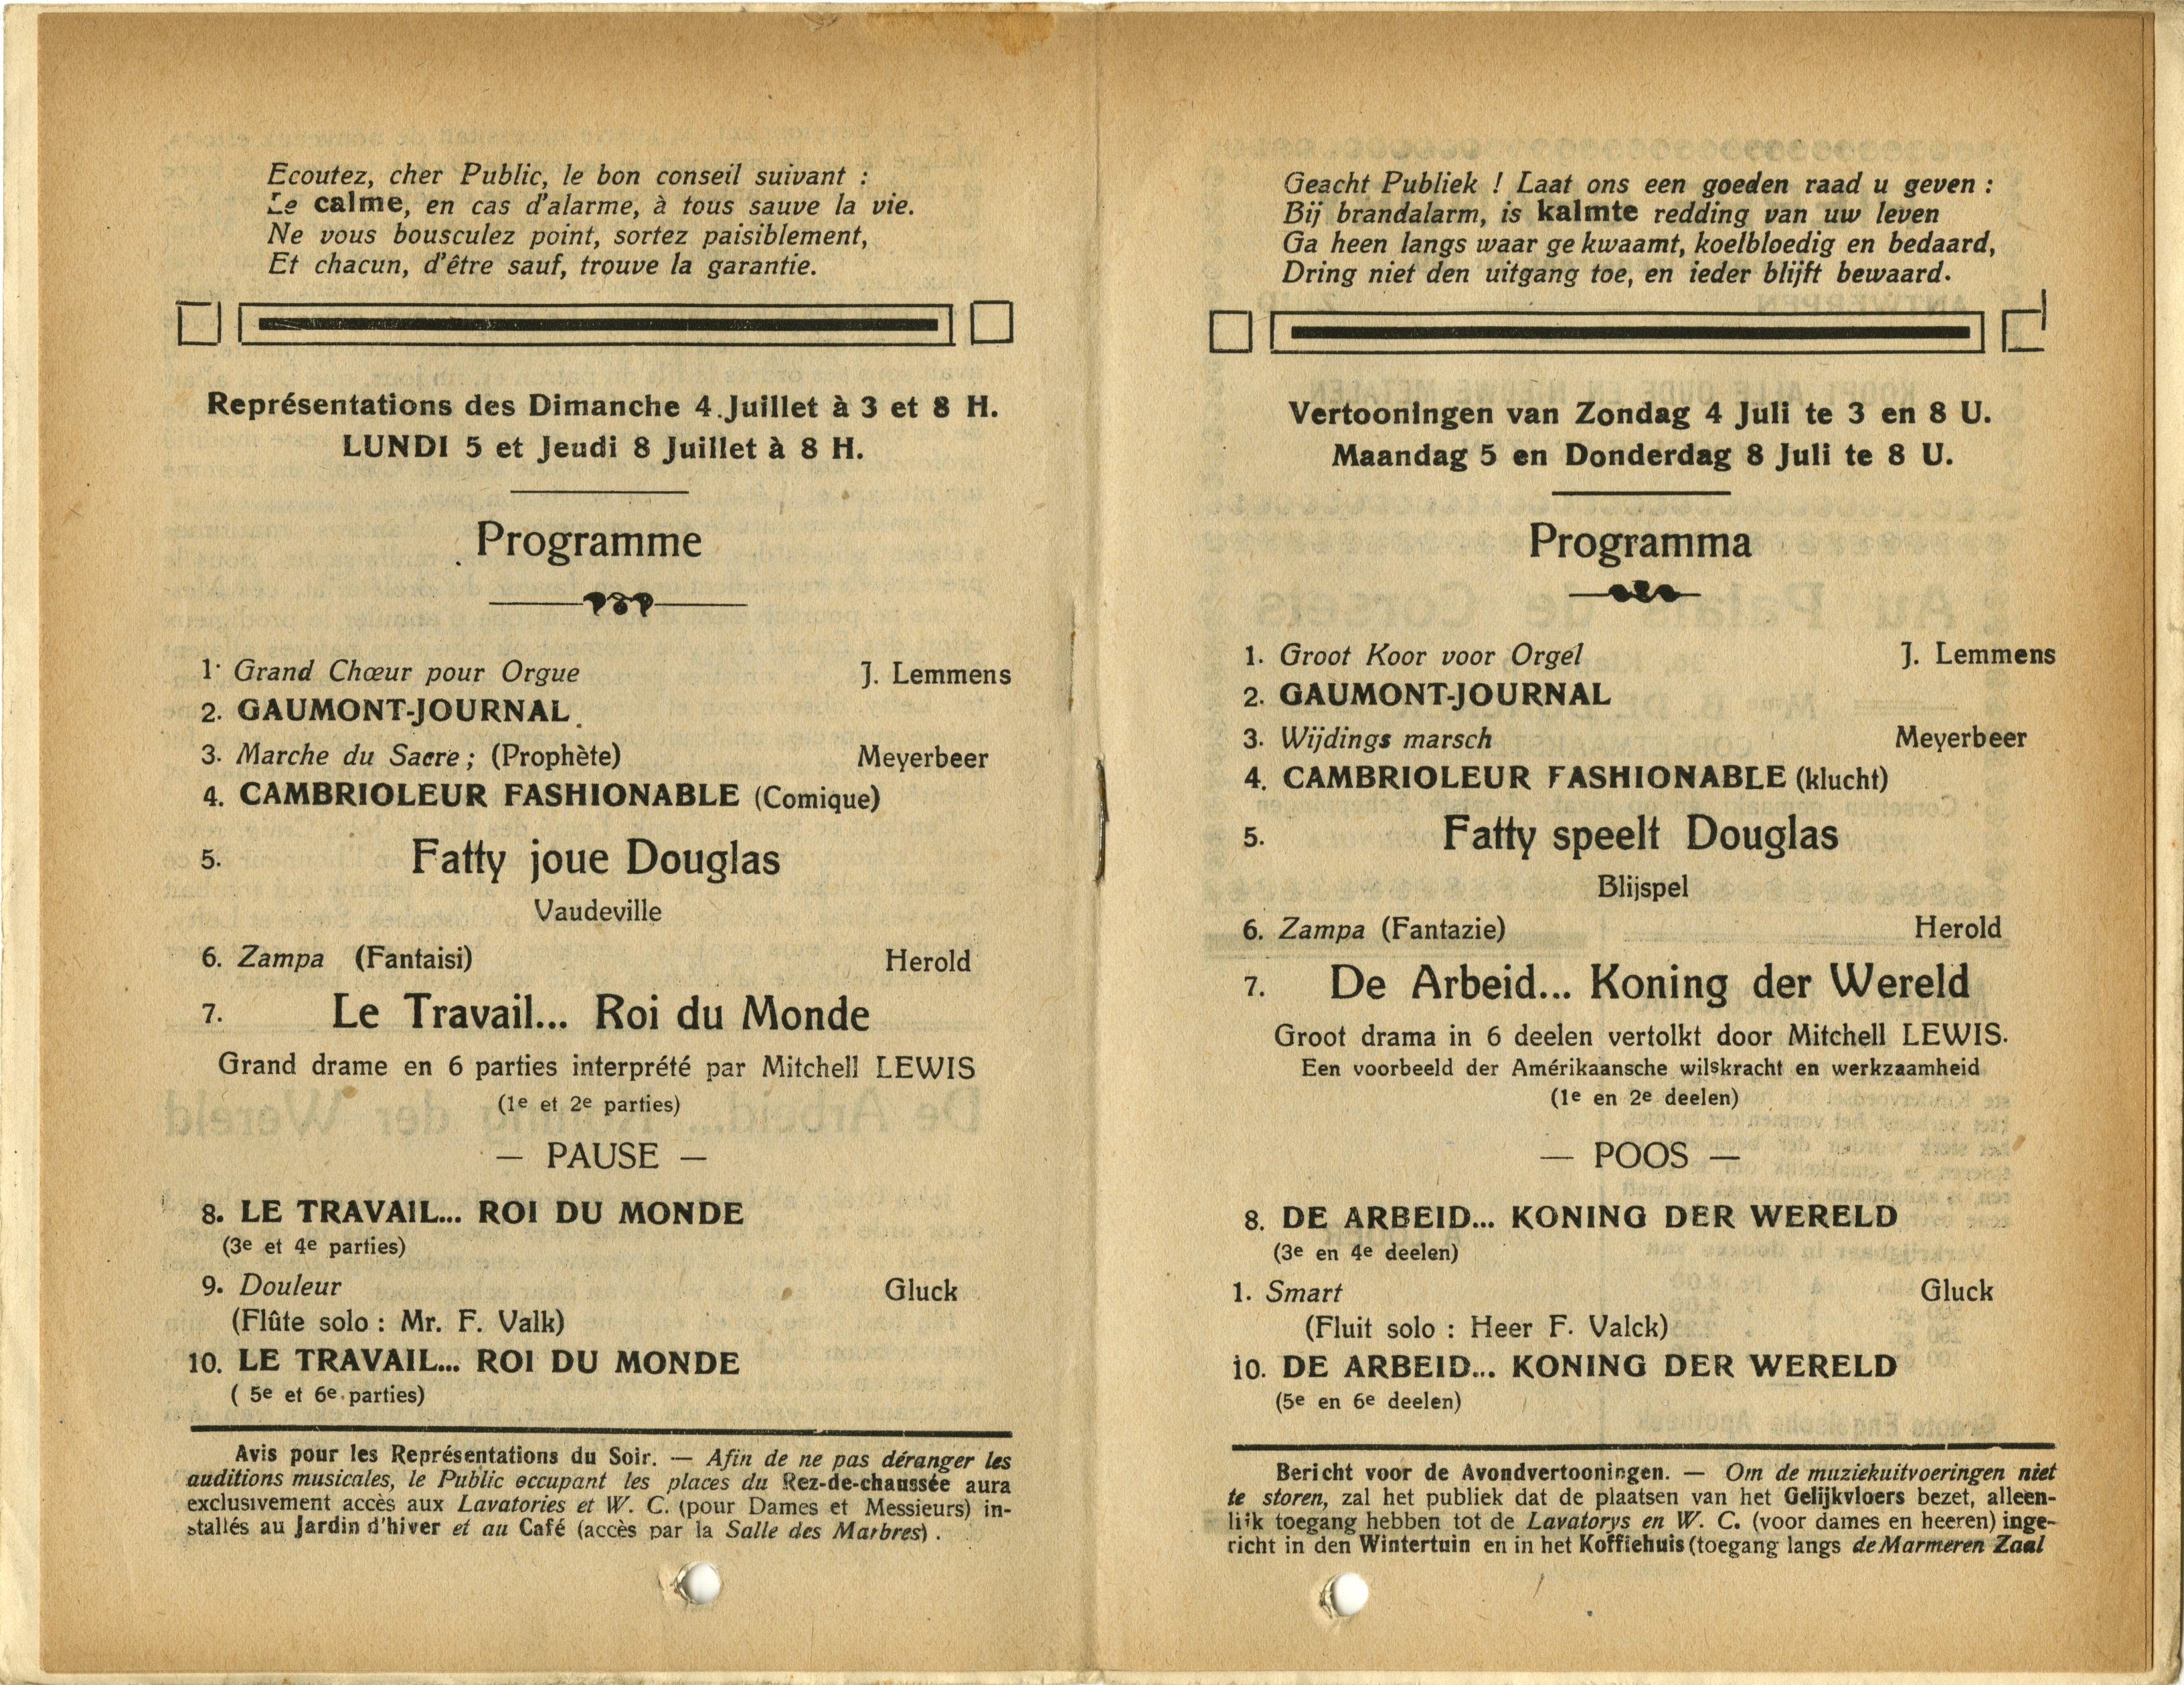 Ecoutez, cher Public, le bon conseil suivant :
Le calme, en cas d'alarme, à tous sauve la vie.
Ne vous bousculez point, sortez paisiblement,
Et chacun, d'être sauf, trouve la garantie.
Représentations des Dimanche 4 Juillet à 3 et 8 H.
LUNDI 5 et Jeudi 8 Juillet à 8 H.
Programme
1. Grand Chœur pour Orgue J. Lemmens
2. GAUMONT-JOURNAL
3. Marche du Sacre ; (Prophète) Meyerbeer
4. CAMBRIOLEUR FASHIONABLE (Comique)
5. Fatty joue Douglas
Vaudeville
6. Zampa (Fantaisi) Herold
7. Le Travail... Roi du Monde
Grand drame en 6 parties interprété par Mitchell LEWIS
(1e et 2e parties)
— PAUSE —
8. LE TRAVAIL... ROI DU MONDE
(3e et 4e parties)
9. Douleur Gluck
(Flûte solo : Mr. F. Valk)
10. LE TRAVAIL... ROI DU MONDE
( 5e et 6e parties)
Avis pour les Représentations du Soir. — Afin de ne pas déranger les
auditions musicales, le Public occupant les places du Rez-de-chaussée aura
exclusivement accès aux Lavatories et W. C. (pour Dames et Messieurs) in-
stallés au Jardin d'hiver et au Café (accès par la Salle des Marbres) .
Geacht Publiek ! Laat ons een goeden raad u geven :
Bij brandalarm, is kalmte redding van uw leven
Ga heen langs waar ge kwaamt, koelbloedig en bedaard,
Dring niet den uitgang toe, en ieder blijft bewaard.
Vertooningen van Zondag 4 Juli te 3 en 8 U.
Maandag 5 en Donderdag 8 Juli te 8 U.
Programma
1. Groot Koor voor Orgel J. Lemmens
2. GAUMONT-JOURNAL
3. Wijdings marsch Meyerbeer
4. CAMBRIOLEUR FASHIONABLE (klucht)
5. Fatty speelt Douglas
Blijspel
6. Zampa (Fantazie) Herold
7. De Arbeid... Koning der Wereld
Groot drama in 6 deelen vertolkt door Mitchell LEWIS.
Een voorbeeld der Amérikaansche wilskracht en werkzaamheid
(1e en 2e deelen)
— POOS —
8. DE ARBEID... KONING DER WERELD
(3e en 4e deelen)
1. Smart Gluck
(Fluit solo : Heer F. Valck)
10. DE ARBEID... KONING DER WERELD
(5e en 6e deelen)
Bericht voor de Avondvertooningen. — Om de muziekuitvoeringen niet
te storen, zal het publiek dat de plaatsen van het Gelijkvloers bezet, alleen-
lijk toegang hebben tot de Lavatorys en W. C. (voor dames en heeren) inge-
richt in den Wintertuin en in het Koffiehuis (toegang langs de Marmeren Zaal